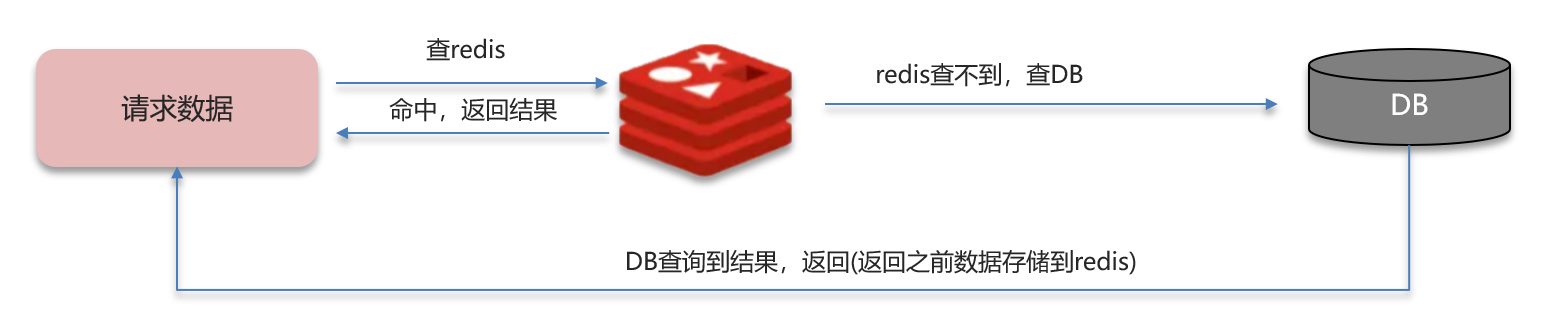 查redis
请求数据
命中，返回结果
redis查不到，查DB
DB
DB查询到结果，返回(返回之前数据存储到redis)